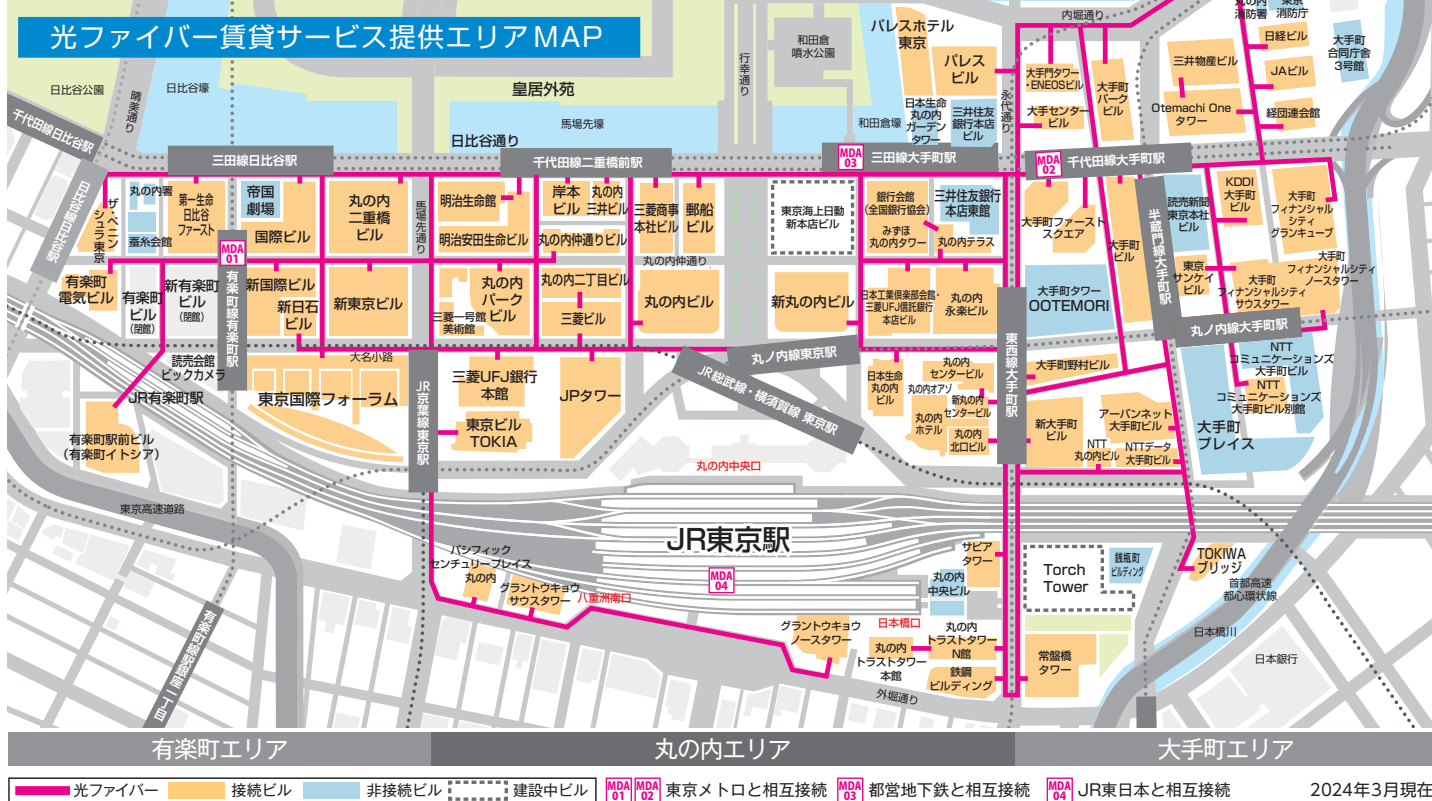 光ファイバー賃貸サービス提供エリアMAP
日比谷公園
晴美通り
日比谷壕
皇居外苑
馬場先壕
日比谷通り
行幸通り
和田倉
噴水公園
和田倉壕
パレスホテル
東京
パレス
ビル
日本生命
丸の内
ガーデン
タワー
三井住友
銀行本店
ビル
永代通り
内堀通り
大手門タワー
・ENEOSビル
大手センター
ビル
大手町
パーク
ビル
三井物産ビル
Otemachi One
タワー
丸の内
消防署
東京
消防庁
日経ビル
JAビル
経団連会館
大手町
合同庁舎
3号館
千代田線日比谷駅
三田線日比谷駅
千代田線二重橋前駅
MDA
03
三田線大手町駅
MDA
02
千代田線大手町駅
日比谷線日比谷駅
ザ・ペニン
シュラ東京
丸の内署
蚕糸会館
第一生命
日比谷
ファースト
帝国
劇場
国際ビル
丸の内
二重橋
ビル
馬場先通り
明治生命館
明治安田生命ビル
岸本
ビル
丸の内
三井ビル
丸の内仲通りビル
三菱商事
本社ビル
郵船
ビル
丸の内仲通り
東京海上日動
新本店ビル
銀行会館
(全国銀行協会)
みずほ
丸の内タワー
三井住友銀行
本店東館
丸の内テラス
大手町ファースト
スクエア
大手町
ビル
半蔵門線大手町駅
読売新聞
東京本社
ビル
KDDI
大手町
ビル
大手町
フィナンシャル
シティ
グランキューブ
MDA
01
有楽町線有楽町駅
有楽町
電気ビル
有楽町
ビル
(閉館)
新有楽町
ビル
(閉館)
新国際ビル
新日石
ビル
新東京ビル
三菱一号館
美術館
丸の内
パーク
ビル
丸の内二丁目ビル
三菱ビル
丸の内ビル
新丸の内ビル
日本工業倶楽部会館・
三菱UFJ信託銀行
本店ビル
丸の内
永楽ビル
東西線大手町駅
大手町タワー
OOTEMORI
東京
サンケイ
ビル
大手町
フィナンシャルシティ
サウスタワー
大手町
フィナンシャルシティ
ノースタワー
丸ノ内線大手町駅
読売会館
ビックカメラ
JR有楽町駅
大名小路
東京国際フォーラム
JR京葉線東京駅
三菱UFJ銀行
本館
東京ビル
TOKIA
JPタワー
丸ノ内線東京駅
JR総武線・横須賀線 東京駅
日本生命
丸の内
ビル
丸の内
センタービル
丸の内オアゾ
新丸の内
センタービル
丸の内
ホテル
丸の内
北口ビル
大手町野村ビル
新大手町
ビル
アーバンネット
大手町ビル
NTT
丸の内ビル
NTTデータ
大手町ビル
NTT
コミュニケーションズ
大手町ビル
NTT
コミュニケーションズ
大手町ビル別館
大手町
プレイス
有楽町駅前ビル
(有楽町イトシア)
東京高速道路
有楽町線銀座一丁目
丸の内中央口
JR東京駅
MDA
04
パシフィック
センチュリープレイス
丸の内
グラントウキョウ
サウスタワー
八重洲南口
サピア
タワー
丸の内
中央ビル
日本橋口
グラントウキョウ
ノースタワー
丸の内
トラストタワー
本館
丸の内
トラストタワー
N館
鉄鋼
ビルディング
外堀通り
Torch
Tower
銭瓶町
ビルディング
TOKIWA
ブリッジ
首都高速
都心環状線
常盤橋
タワー
日本橋川
日本銀行
有楽町エリア
丸の内エリア
大手町エリア
光ファイバー
接続ビル
非接続ビル
建設中ビル
MDA
01
MDA
02
東京メトロと相互接続
MDA
03
都営地下鉄と相互接続
MDA
04
JR東日本と相互接続
2024年3月現在